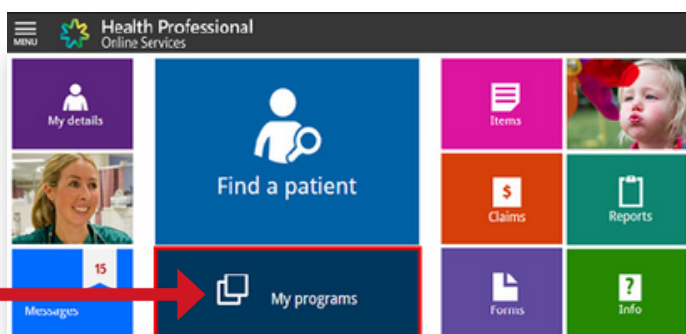 MENU
Health Professional
Online Services
My details
Find a patient
Items
$
Claims
Reports
15
Messages
My programs
Forms
?
Info